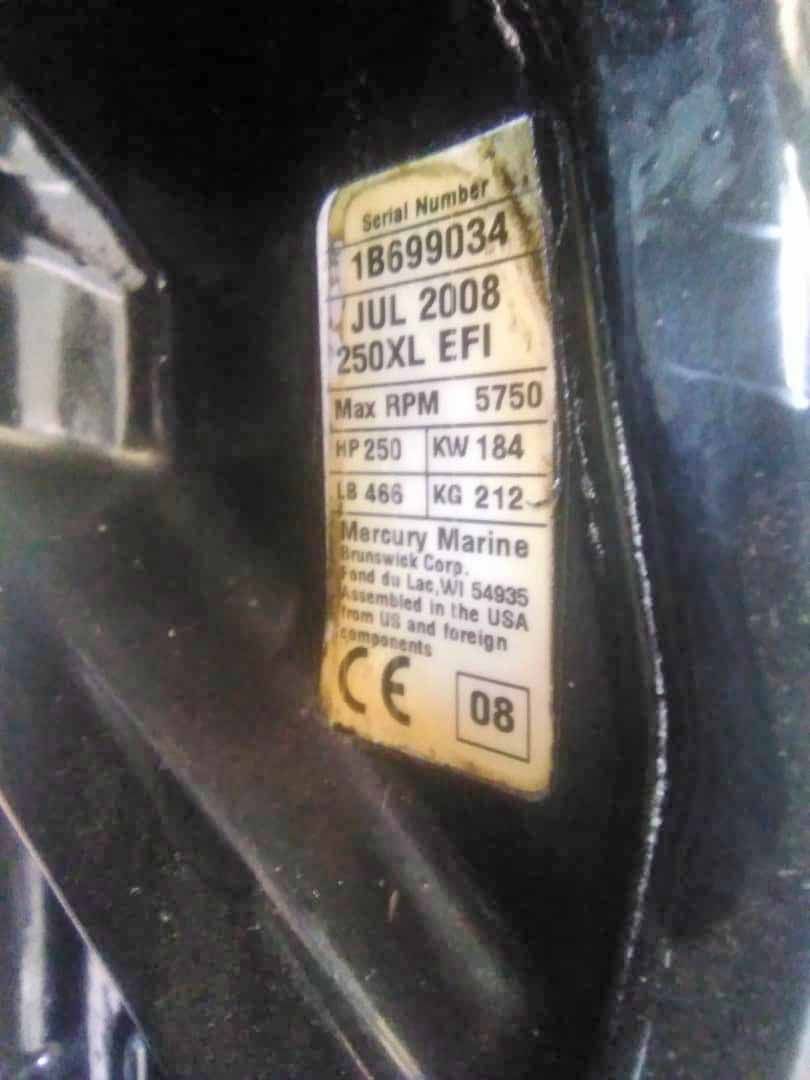 Serial Number
1B699034
JUL 2008
250XL EFI
Max RPM 5750
HP 250 KW 184
LB 466 KG 212
Mercury Marine
Brunswick Corp.
Fond du Lac, WI 54935
Assembled in the USA
from US and foreign
components
CE 08